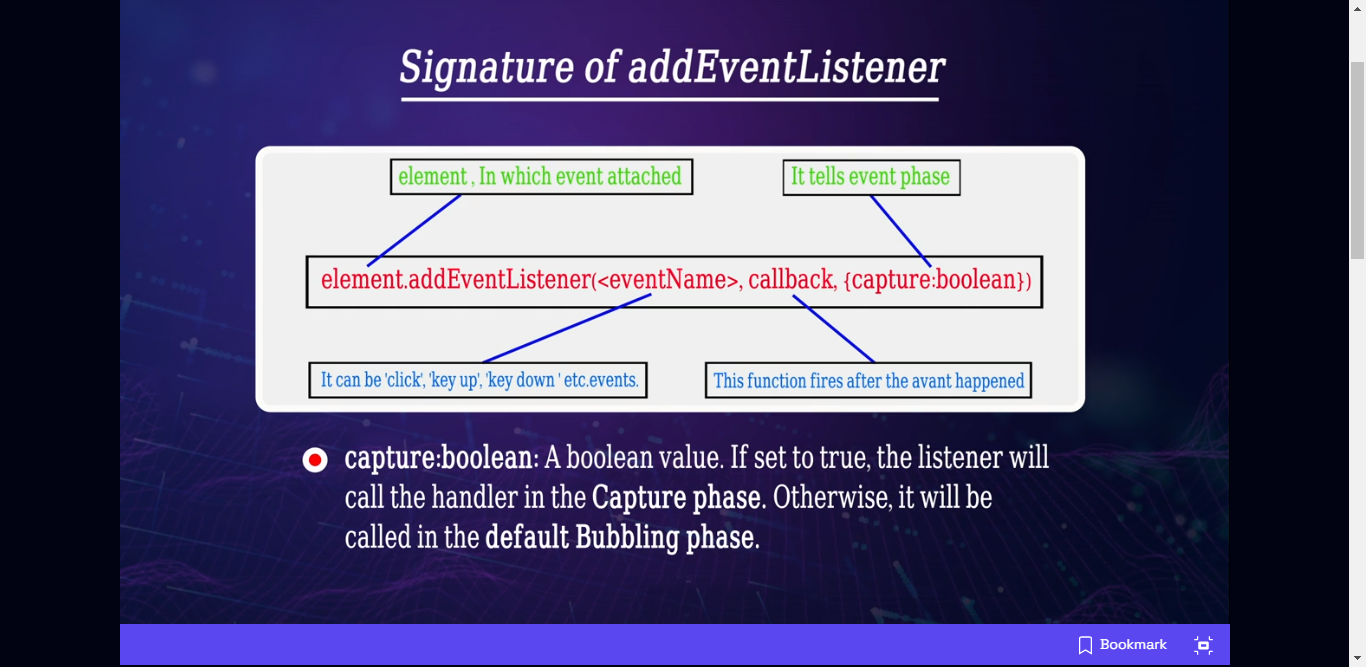 Signature of addEventListener
element , In which event attached
It tells event phase
element.addEventListener(<eventName>, callback, {capture:boolean})
It can be 'click', 'key up', 'key down ' etc.events.
This function fires after the avant happened
capture:boolean: A boolean value. If set to true, the listener will
call the handler in the Capture phase. Otherwise, it will be
called in the default Bubbling phase.
Bookmark